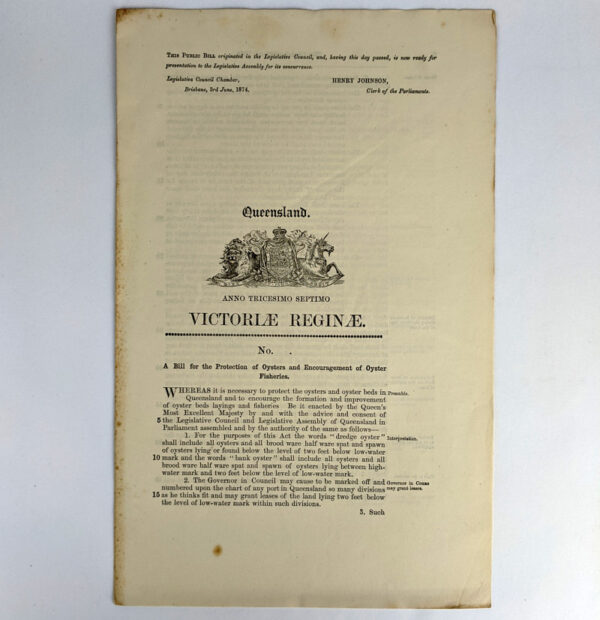 THIS PUBLIC BILL originated in the Legislative Council, and, having this day passed, is now ready for
presentation to the Legislative Assembly for its concurrence.
Legislative Council Chamber, HENRY JOHNSON,
Brisbane, 3rd June, 1874. Clerk of the Parliaments.
Queensland.
ANNO TRICESIMO SEPTIMO
VICTORIÆ REGINÆ.
No. .
A Bill for the Protection of Oysters and Encouragement of Oyster
Fisheries.
WHEREAS it is necessary to protect the oysters and oyster beds in Preamble.
Queensland and to encourage the formation and improvement
of oyster beds layings and fisheries Be it enacted by the Queen's
Most Excellent Majesty by and with the advice and consent of
5 the Legislative Council and Legislative Assembly of Queensland in
Parliament assembled and by the authority of the same as follows—
1. For the purposes of this Act the words "dredge oyster" Interpretation.
shall include all oysters and all brood ware half ware spat and spawn
of oysters lying or found below the level of two feet below low-water
10 mark and the words "bank oyster" shall include all oysters and all
brood ware half ware spat and spawn of oysters lying between high-
water mark and two feet below the level of low-water mark.
2. The Governor in Council may cause to be marked off and Governor in Council
numbered upon the chart of any port in Queensland so many divisions may grant leases.
15 as he thinks fit and may grant leases of the land lying two feet below
the level of low-water mark within such divisions.
3. Such